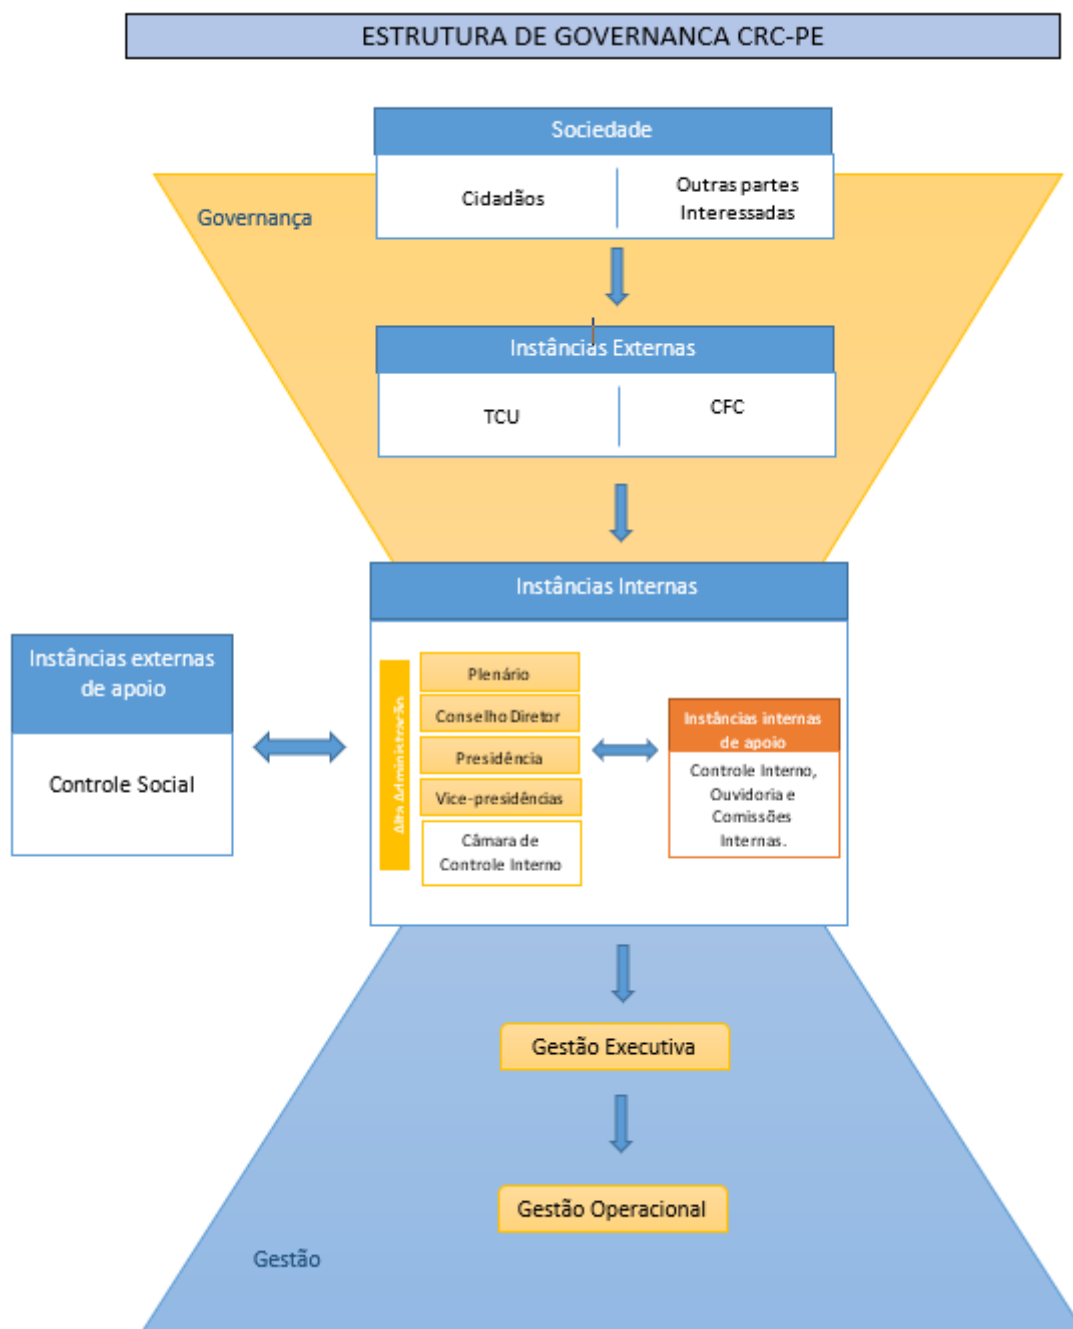 ESTRUTURA DE GOVERNANCA CRC-PE
Sociedade
Cidadãos
Outras partes
Interessadas
Governança
Instâncias Externas
TCU
CFC
Instâncias Internas
Instâncias externas
de apoio
Controle Social
Alta Administração
Plenário
Conselho Diretor
Presidência
Vice-presidências
Câmara de
Controle Interno
Instâncias internas
de apoio
Controle Interno,
Ouvidoria e
Comissões
Internas.
Gestão Executiva
Gestão Operacional
Gestão